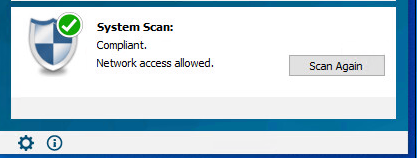 System Scan:
Compliant.
Network access allowed.
Scan Again